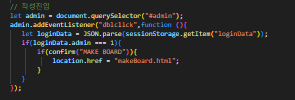 // 작성진입
let admin = document.querySelector("#admin");
admin.addEventListener("dblclick",function (){
let loginData = JSON.parse(sessionStorage.getItem("loginData"));
if(loginData.admin === 1){
if(confirm("MAKE BOARD")){
location.href = "makeBoard.html";
}
}
});